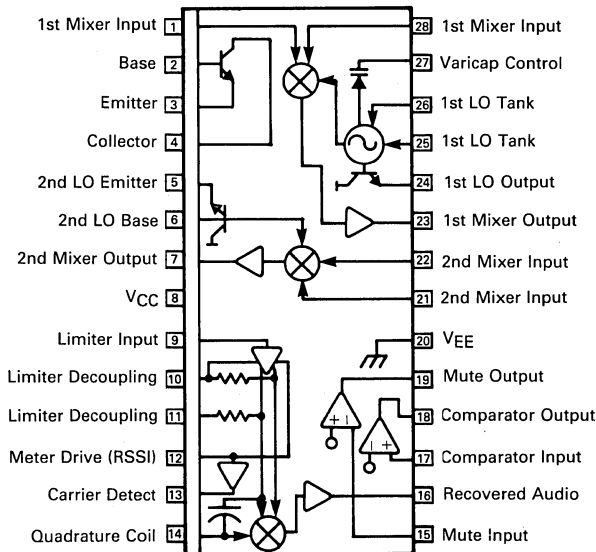 1st Mixer Input 1
Base 2
Emitter 3
Collector 4
2nd LO Emitter 5
2nd LO Base 6
2nd Mixer Output 7
VCC 8
Limiter Input 9
Limiter Decoupling 10
Limiter Decoupling 11
Meter Drive (RSSI) 12
Carrier Detect 13
Quadrature Coil 14
28 1st Mixer Input
27 Varicap Control
26 1st LO Tank
25 1st LO Tank
24 1st LO Output
23 1st Mixer Output
22 2nd Mixer Input
21 2nd Mixer Input
20 VEE
19 Mute Output
18 Comparator Output
17 Comparator Input
16 Recovered Audio
15 Mute Input
+ −
− +